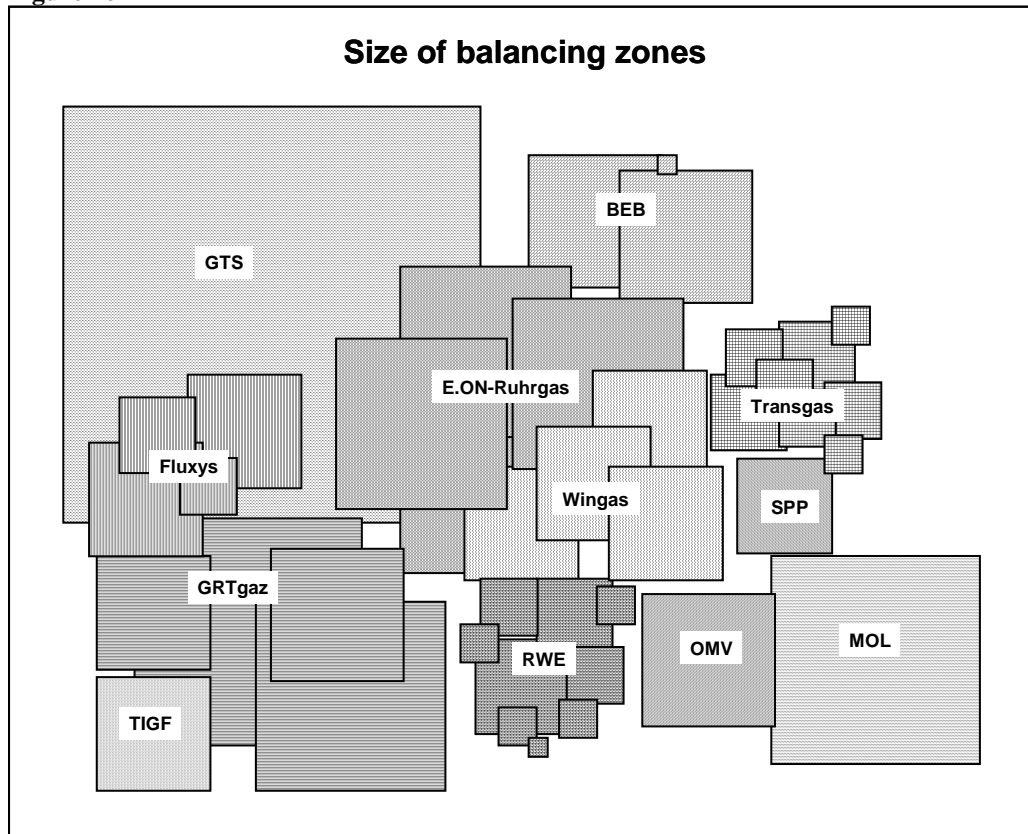 Size of balancing zones
BEB
GTS
E.ON-Ruhrgas
Transgas
Fluxys
Wingas
SPP
GRTgaz
RWE
OMV
MOL
TIGF